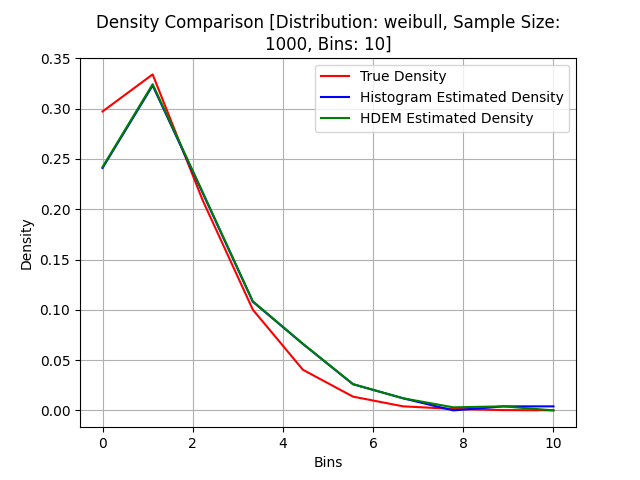 Density Comparison [Distribution: weibull, Sample Size:
1000, Bins: 10]
True Density
Histogram Estimated Density
HDEM Estimated Density
Density
0.35
0.30
0.25
0.20
0.15
0.10
0.05
0.00
0 2 4 6 8 10
Bins